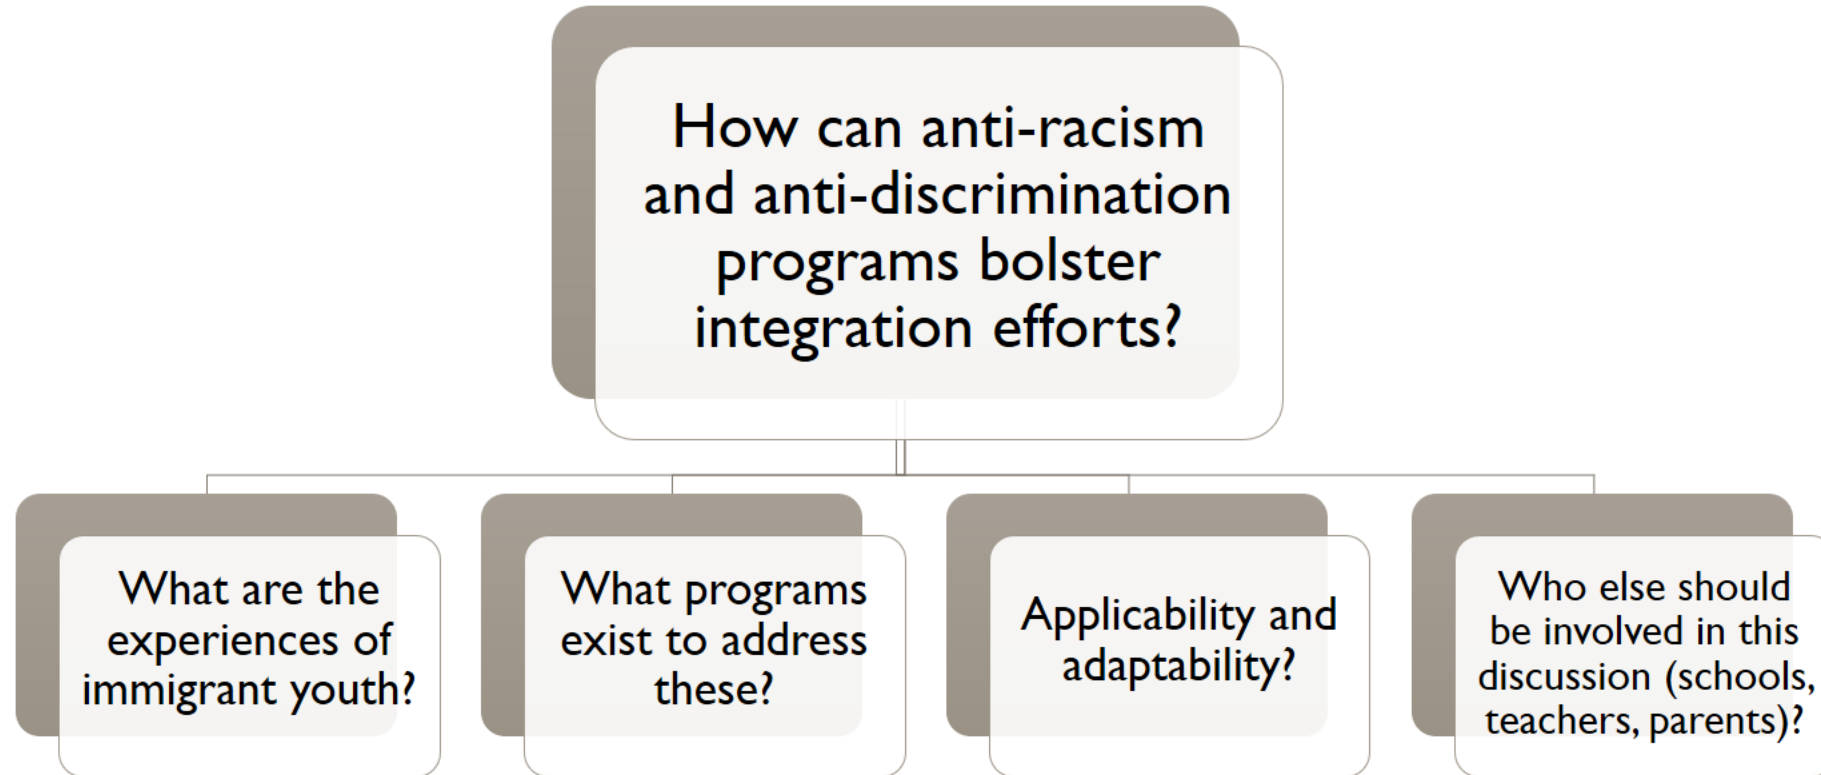 How can anti-racism
and anti-discrimination
programs bolster
integration efforts?
What are the
experiences of
immigrant youth?
What programs
exist to address
these?
Applicability and
adaptability?
Who else should
be involved in this
discussion (schools,
teachers, parents)?